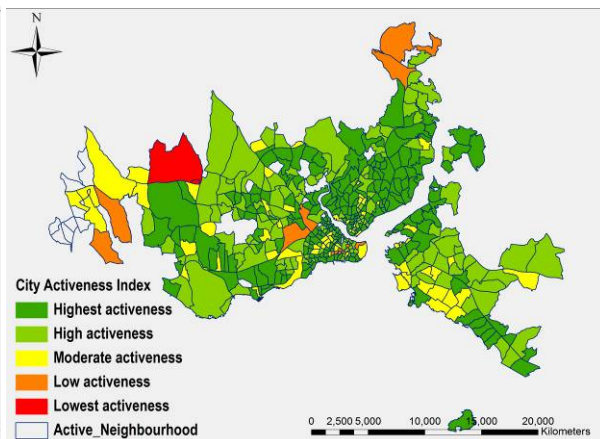 N
City Activeness Index
Highest activeness
High activeness
Moderate activeness
Low activeness
Lowest activeness
Active_Neighbourhood
0 2,500 5,000 10,000 15,000 20,000
Kilometers